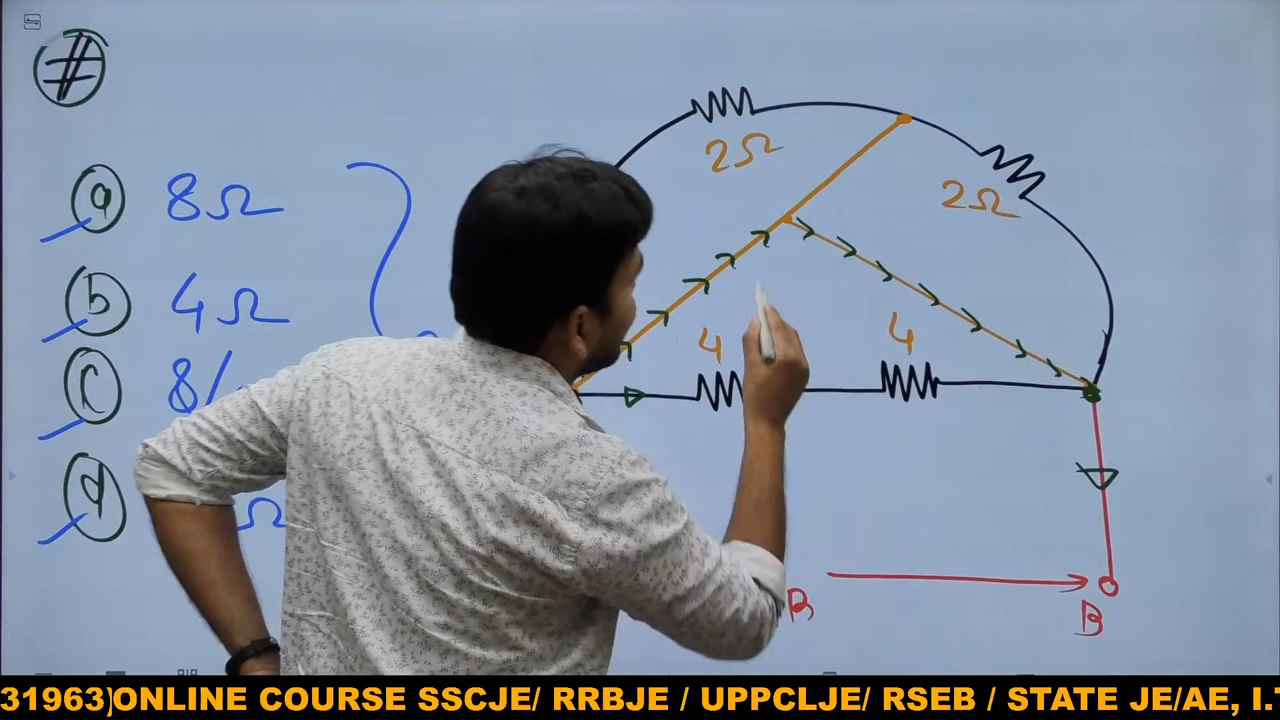 #
a 8Ω
b 4Ω
c 8/
d Ω
2Ω
2Ω
4
4
B
31963)ONLINE COURSE SSCJE/ RRBJE / UPPCLJE/ RSEB / STATE JE/AE, I.